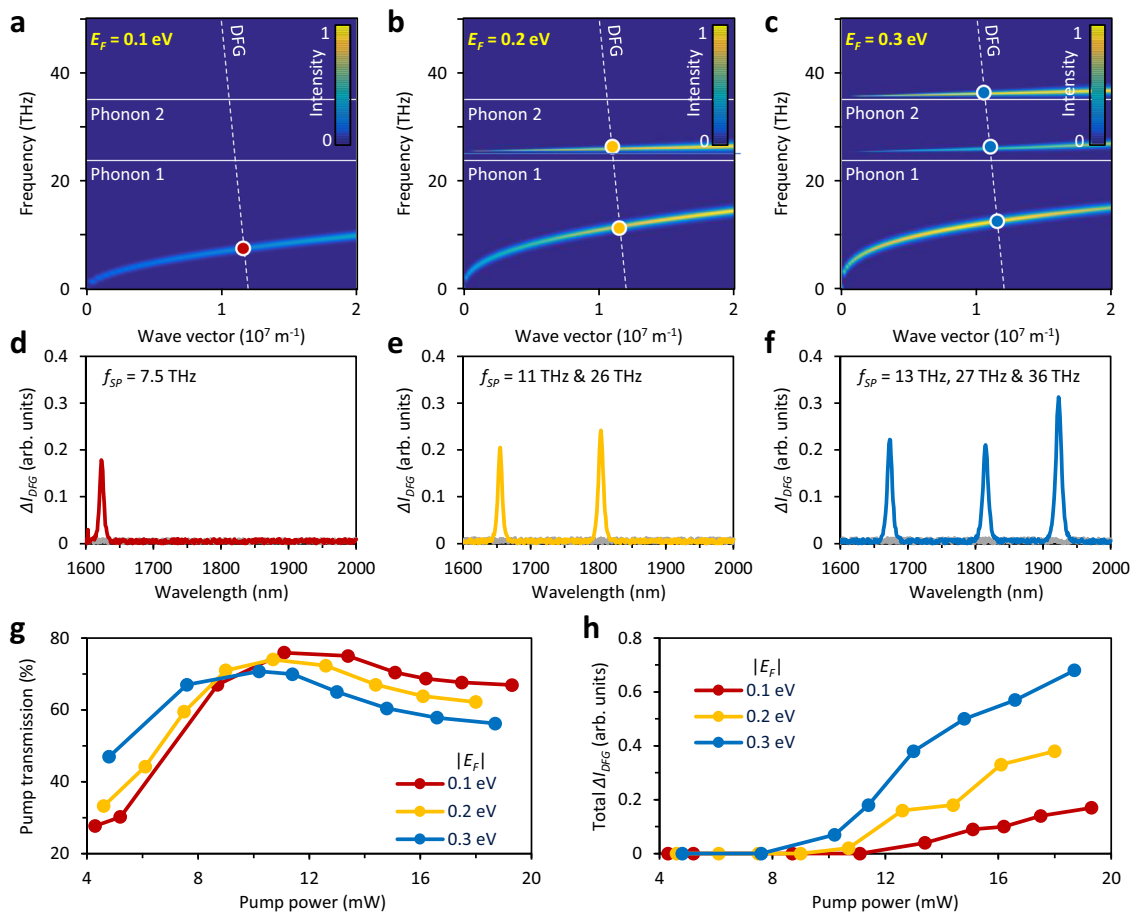 a
E_F = 0.1 eV
DFG
1
Intensity
0
Phonon 2
Phonon 1
Frequency (THz)
40
20
0
0 1 2
Wave vector (10⁷ m⁻¹)
b
E_F = 0.2 eV
DFG
1
Intensity
0
Phonon 2
Phonon 1
Frequency (THz)
40
20
0
0 1 2
Wave vector (10⁷ m⁻¹)
c
E_F = 0.3 eV
DFG
1
Intensity
0
Phonon 2
Phonon 1
Frequency (THz)
40
20
0
0 1 2
Wave vector (10⁷ m⁻¹)
d
f_SP = 7.5 THz
ΔI_DFG (arb. units)
0.4
0.3
0.2
0.1
0
1600 1700 1800 1900 2000
Wavelength (nm)
e
f_SP = 11 THz & 26 THz
ΔI_DFG (arb. units)
0.4
0.3
0.2
0.1
0
1600 1700 1800 1900 2000
Wavelength (nm)
f
f_SP = 13 THz, 27 THz & 36 THz
ΔI_DFG (arb. units)
0.4
0.3
0.2
0.1
0
1600 1700 1800 1900 2000
Wavelength (nm)
g
Pump transmission (%)
80
60
40
20
|E_F|
0.1 eV
0.2 eV
0.3 eV
4 8 12 16 20
Pump power (mW)
h
Total ΔI_DFG (arb. units)
0.8
0.6
0.4
0.2
0
|E_F|
0.1 eV
0.2 eV
0.3 eV
4 8 12 16 20
Pump power (mW)